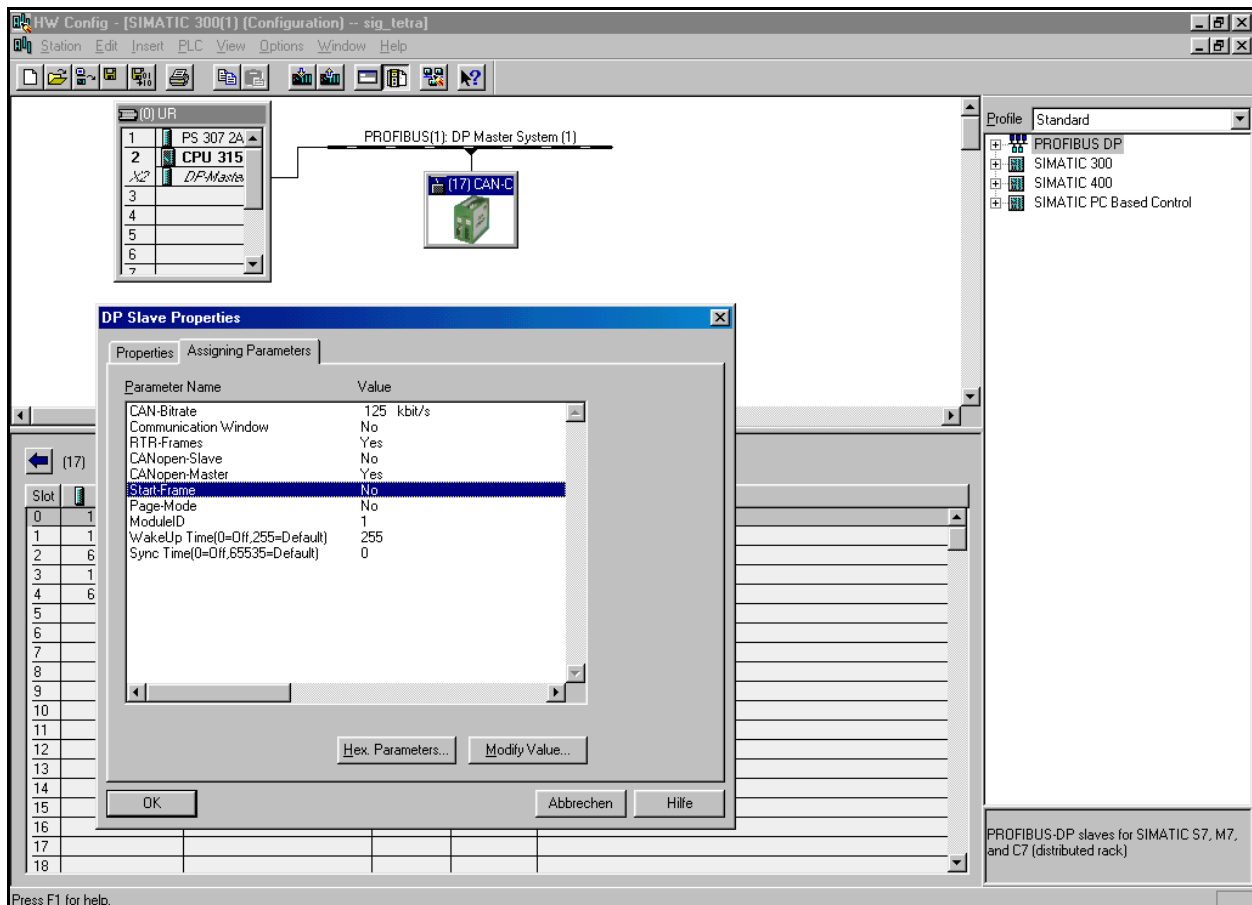 HW Config - [SIMATIC 300(1) (Configuration) -- sig_tetra]
Station Edit Insert PLC View Options Window Help
(0) UR
1 PS 307 2A
2 CPU 315
X2 DP-Maste
3
4
5
6
7
PROFIBUS(1): DP Master System (1)
(17) CAN-C
Profile Standard
PROFIBUS DP
SIMATIC 300
SIMATIC 400
SIMATIC PC Based Control
DP Slave Properties
Properties Assigning Parameters
Parameter Name Value
CAN-Bitrate 125 kbit/s
Communication Window No
RTR-Frames Yes
CANopen-Slave No
CANopen-Master Yes
Start-Frame No
Page-Mode No
ModuleID 1
WakeUp Time(0=Off,255=Default) 255
Sync Time(0=Off,65535=Default) 0
Hex. Parameters... Modify Value...
OK Abbrechen Hilfe
(17)
Slot
0 1
1 1
2 6
3 1
4 6
5
6
7
8
9
10
11
12
13
14
15
16
17
18
PROFIBUS-DP slaves for SIMATIC S7, M7,
and C7 (distributed rack)
Press F1 for help.